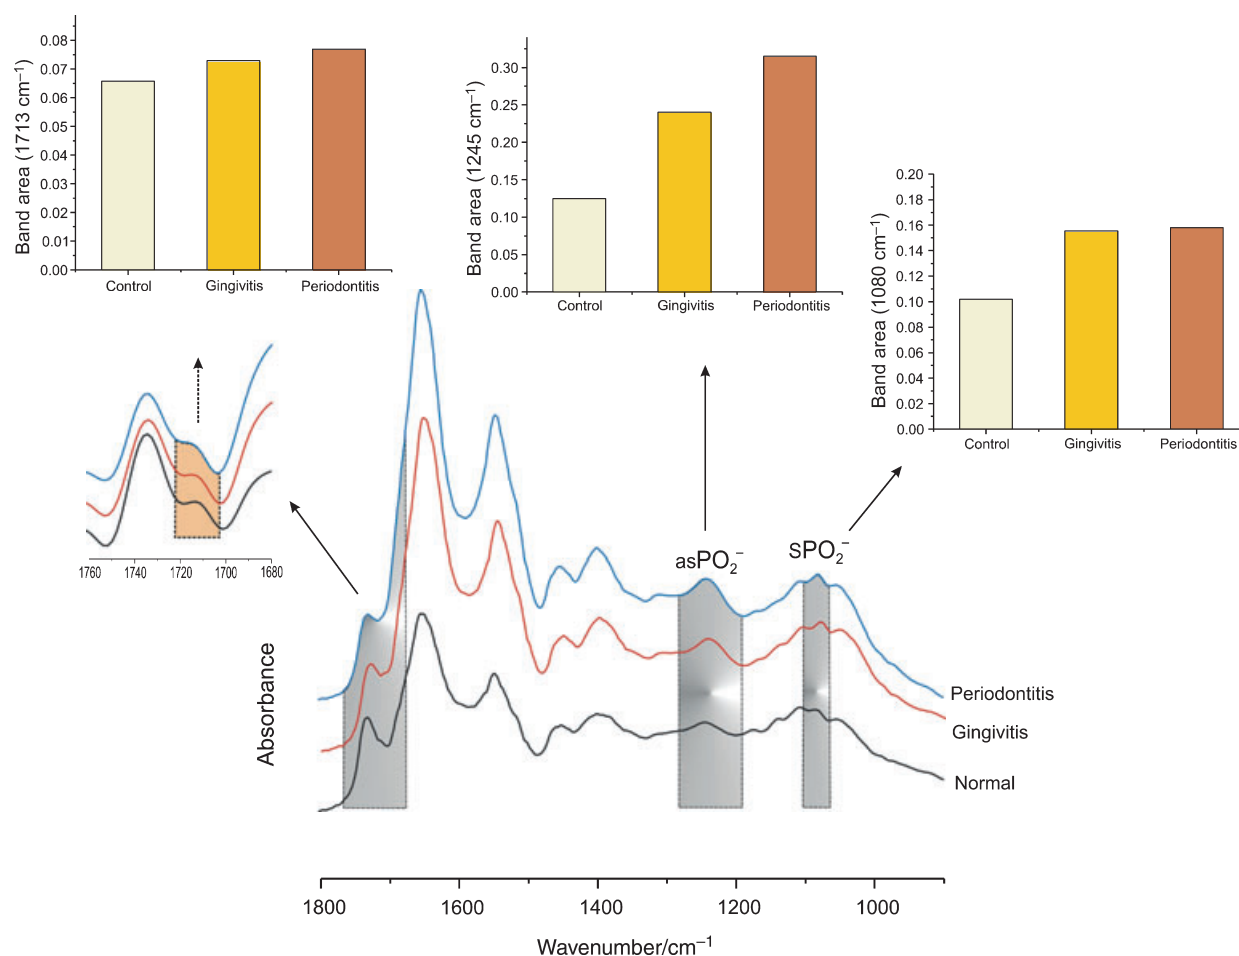 Band area (1713 cm⁻¹)
0.08
0.07
0.06
0.05
0.04
0.03
0.02
0.01
0.00
Control Gingivitis Periodontitis
Band area (1245 cm⁻¹)
0.30
0.25
0.20
0.15
0.10
0.05
0.00
Control Gingivitis Periodontitis
Band area (1080 cm⁻¹)
0.20
0.18
0.16
0.14
0.12
0.10
0.08
0.06
0.04
0.02
0.00
Control Gingivitis Periodontitis
1760 1740 1720 1700 1680
asPO₂⁻
SPO₂⁻
Absorbance
Periodontitis
Gingivitis
Normal
1800 1600 1400 1200 1000
Wavenumber/cm⁻¹